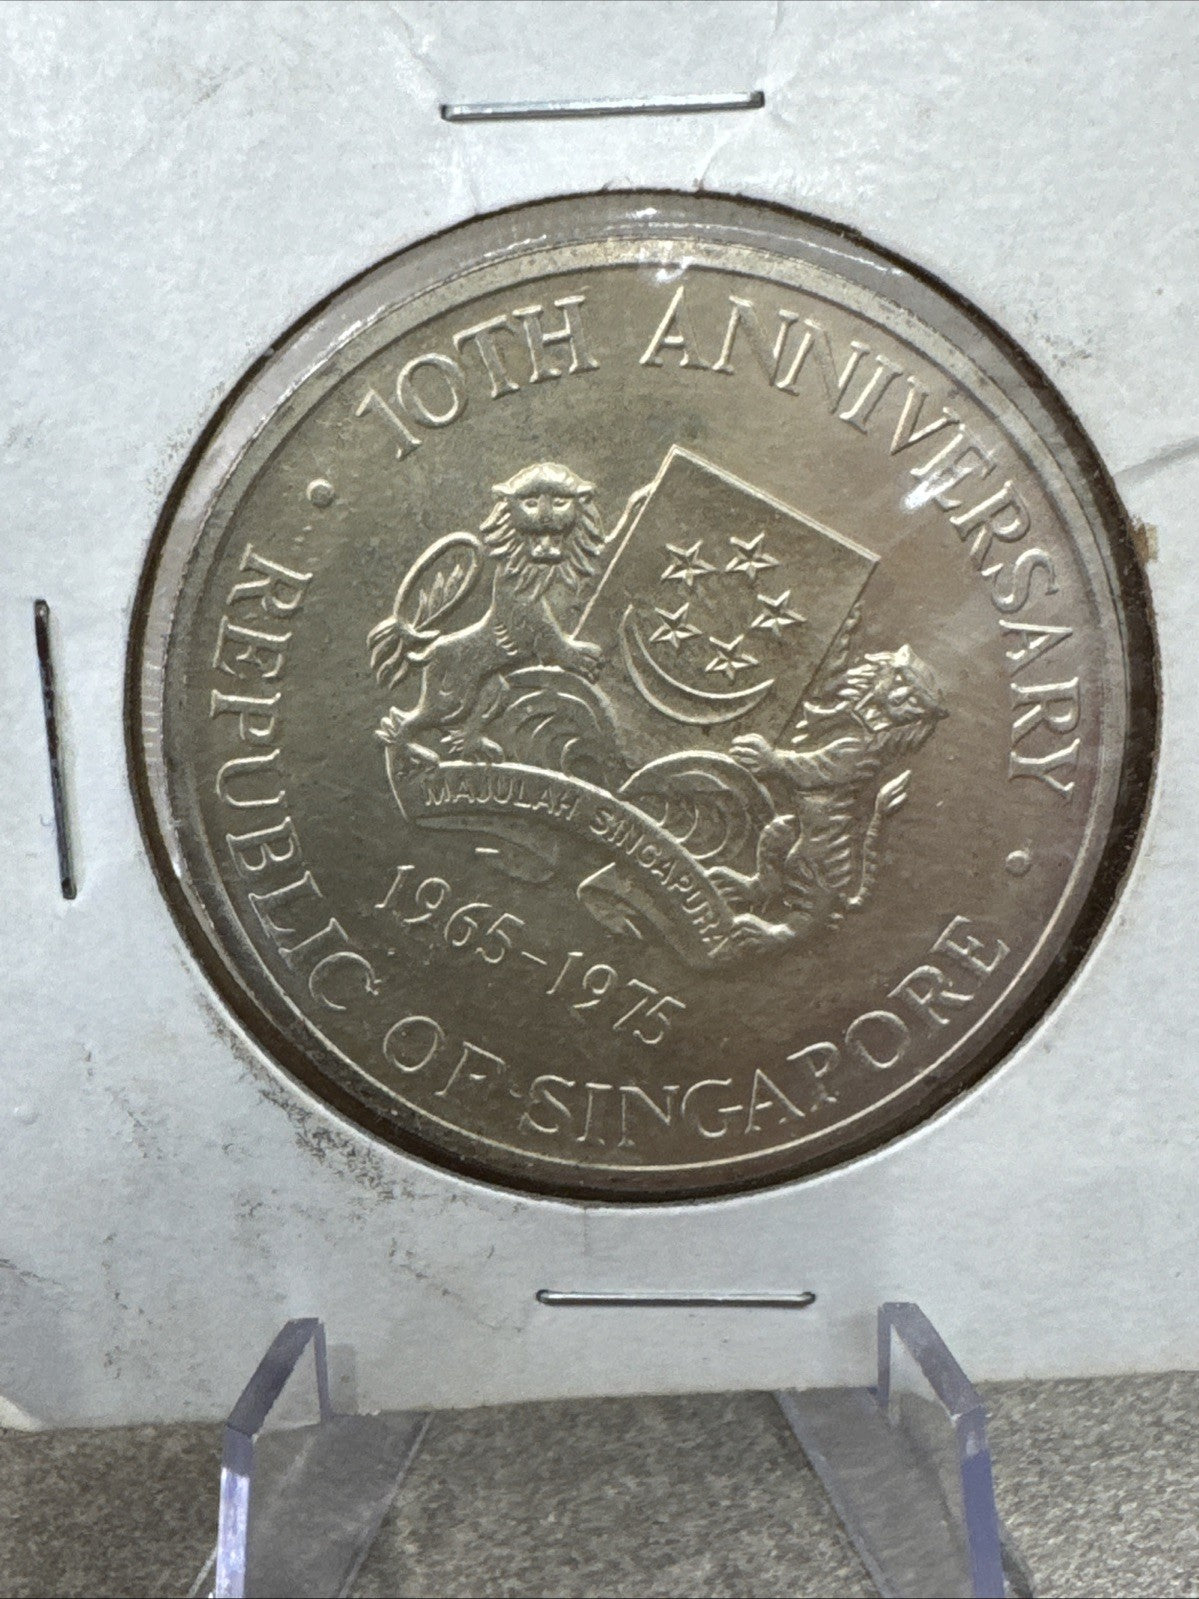 10TH ANNIVERSARY
MAJULAH SINGAPURA
1965-1975
REPUBLIC OF SINGAPORE